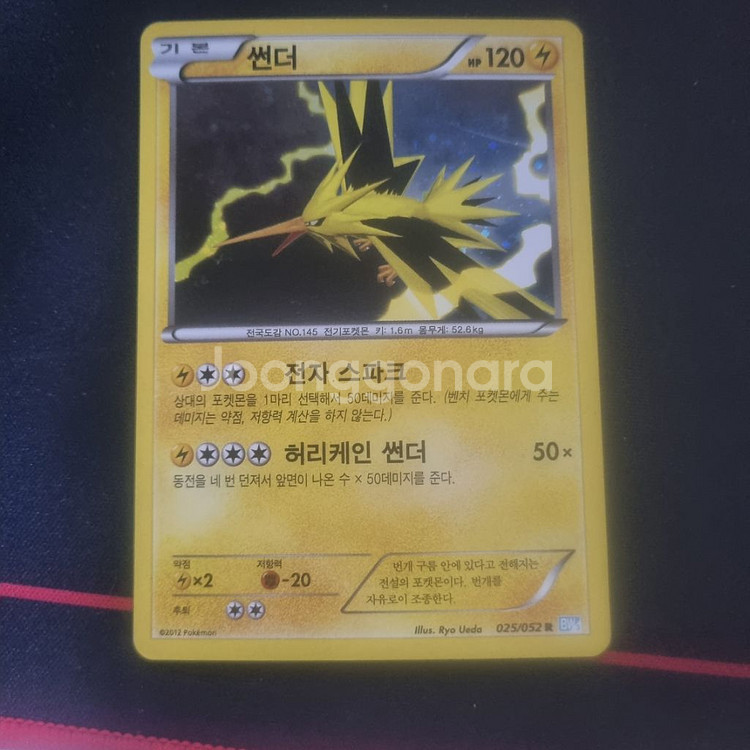 기본 썬더 HP 120
전국도감 NO.145 전기포켓몬 키: 1.6m 몸무게: 52.6kg
Joonggonara
전자 스파크
상대의 포켓몬을 1마리 선택해서 50데미지를 준다. (벤치 포켓몬에게 주는
데미지는 약점, 저항력 계산을 하지 않는다.)
허리케인 썬더 50×
동전을 네 번 던져서 앞면이 나온 수 × 50데미지를 준다.
약점 저항력
×2 -20
후퇴
번개 구름 안에 있다고 전해지는
전설의 포켓몬이다. 번개를
자유로이 조종한다.
©2012 Pokémon Illus. Ryo Ueda 025/052 R